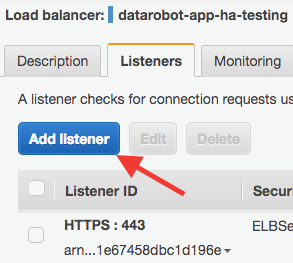 Load balancer: datarobot-app-ha-testing
Description Listeners Monitoring
A listener checks for connection requests us
Add listener Edit Delete
Listener ID Secur
HTTPS : 443 ELBSe
arn...1e67458dbc1d196e